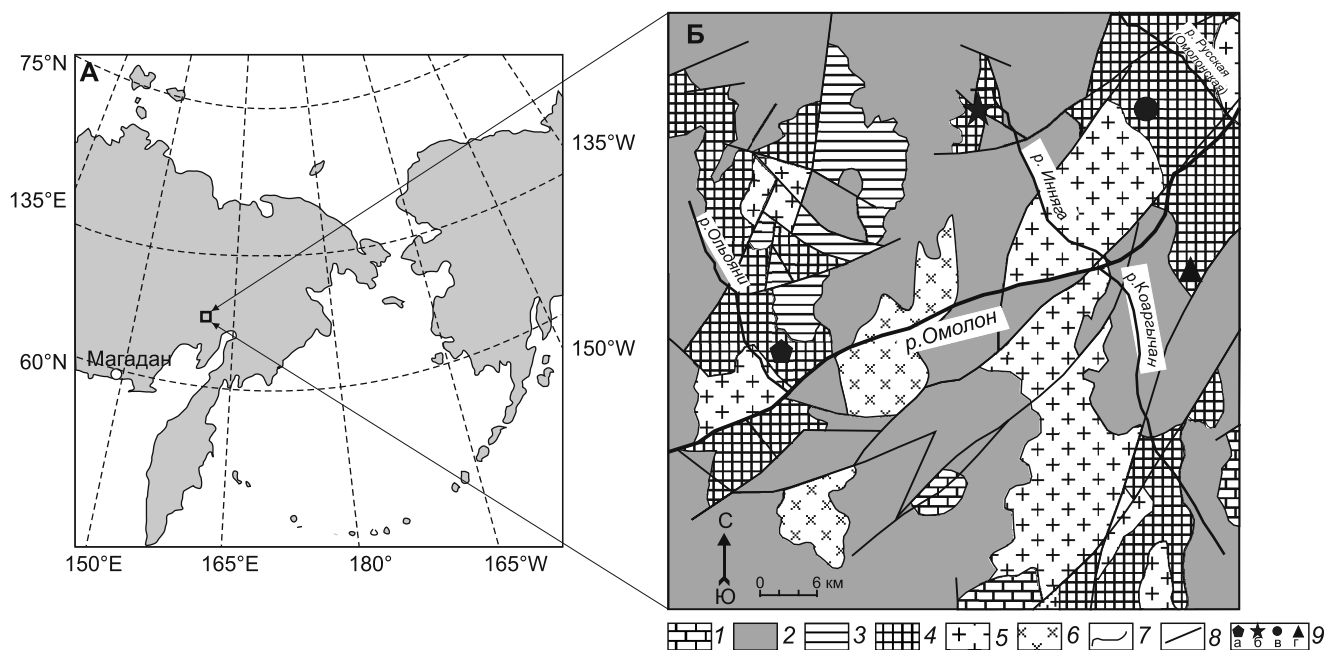 А
75°N
135°E
60°N
Магадан
135°W
150°W
150°E
165°E
180°
165°W
Б
р. Русская
(Омолонская)
р. Инняга
р.Ольдяни
р.Коаргычан
р.Омолон
С
Ю
0 6 км
1 2 3 4 5 6 7 8 а б в г 9